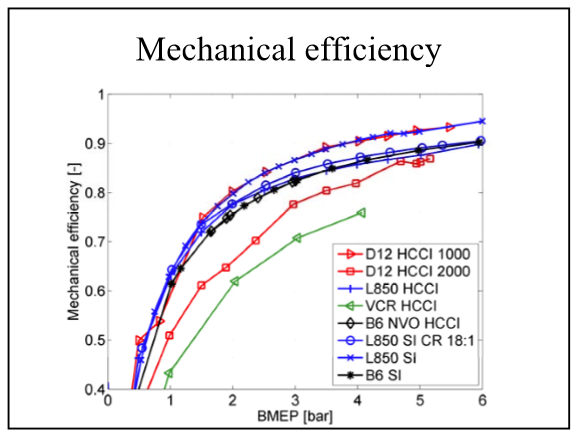 Mechanical efficiency
1
0.9
0.8
0.7
0.6
0.5
0.4
Mechanical efficiency [-]
D12 HCCI 1000
D12 HCCI 2000
L850 HCCI
VCR HCCI
B6 NVO HCCI
L850 SI CR 18:1
L850 SI
B6 SI
0 1 2 3 4 5 6
BMEP [bar]